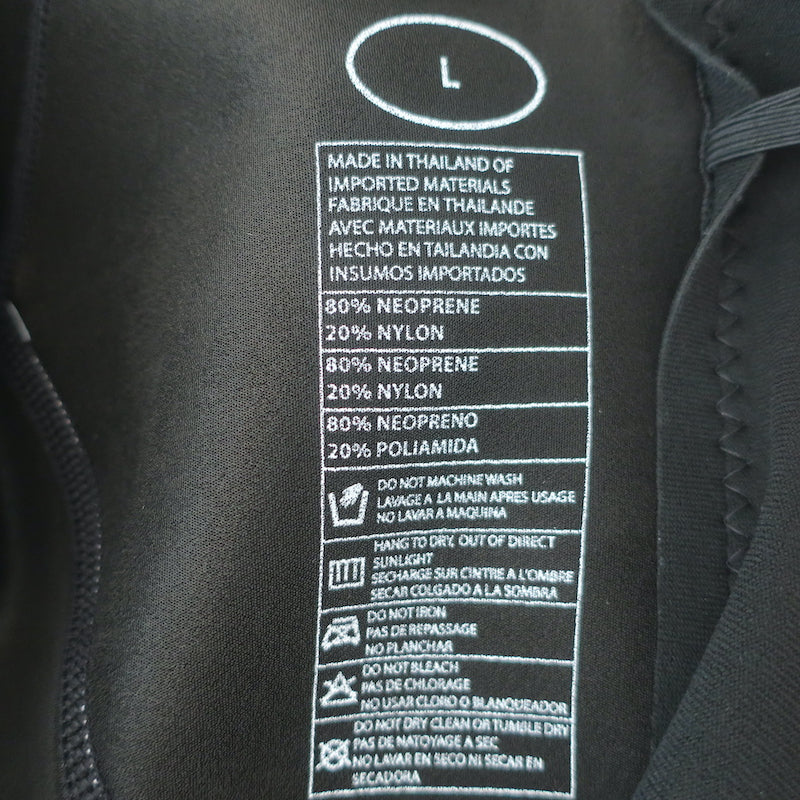 L
MADE IN THAILAND OF
IMPORTED MATERIALS
FABRIQUE EN THAILANDE
AVEC MATERIAUX IMPORTES
HECHO EN TAILANDIA CON
INSUMOS IMPORTADOS
80% NEOPRENE
20% NYLON
80% NEOPRENE
20% NYLON
80% NEOPRENO
20% POLIAMIDA
DO NOT MACHINE WASH
LAVAGE A LA MAIN APRES USAGE
NO LAVAR A MAQUINA
HANG TO DRY, OUT OF DIRECT
SUNLIGHT
SECHARGE SUR CINTRE A L'OMBRE
SECAR COLGADO A LA SOMBRA
DO NOT IRON
PAS DE REPASSAGE
NO PLANCHAR
DO NOT BLEACH
PAS DE CHLORAGE
NO USAR CLORO O BLANQUEADOR
DO NOT DRY CLEAN OR TUMBLE DRY
PAS DE NATOYAGE A SEC
NO LAVAR EN SECO NI SECAR EN
SECADORA